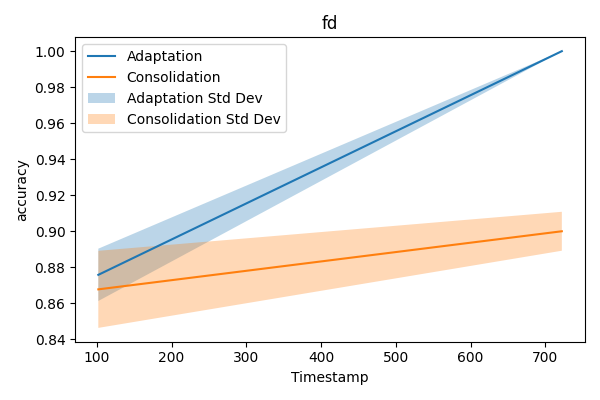 fd
Adaptation
Consolidation
Adaptation Std Dev
Consolidation Std Dev
accuracy
1.00
0.98
0.96
0.94
0.92
0.90
0.88
0.86
0.84
100 200 300 400 500 600 700
Timestamp